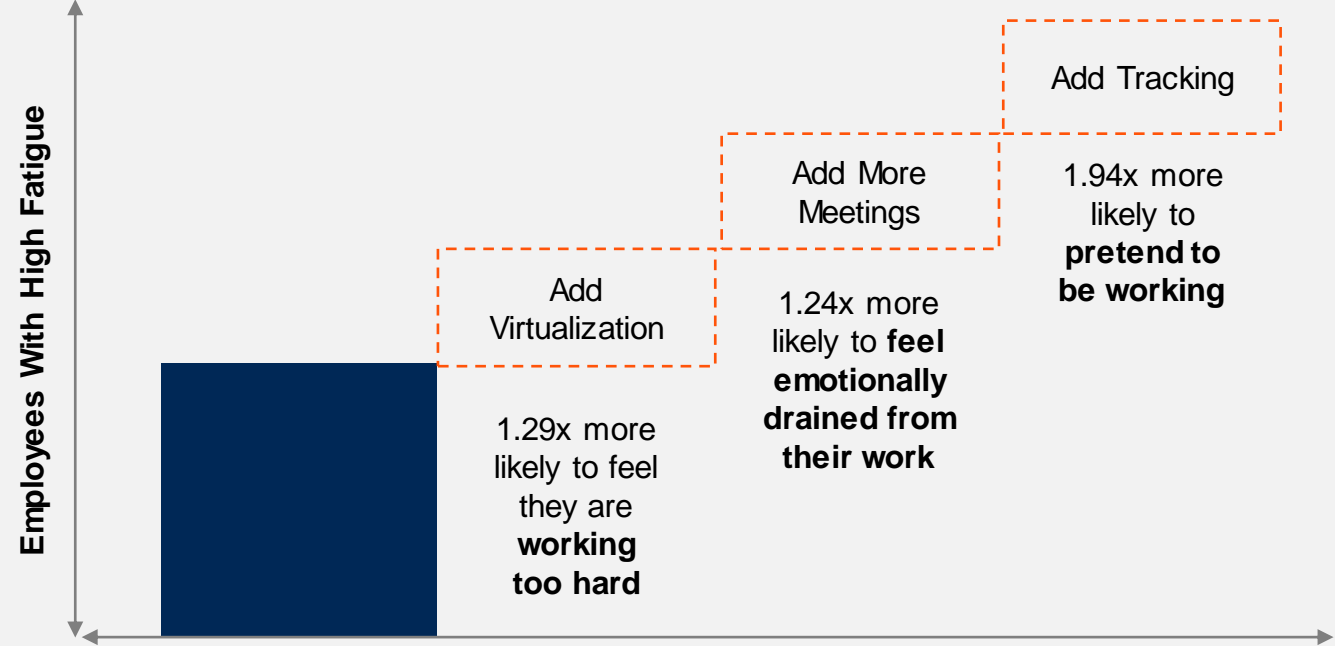 Employees With High Fatigue
Add
Virtualization
1.29x more
likely to feel
they are
working
too hard
Add More
Meetings
1.24x more
likely to feel
emotionally
drained from
their work
Add Tracking
1.94x more
likely to
pretend to
be working